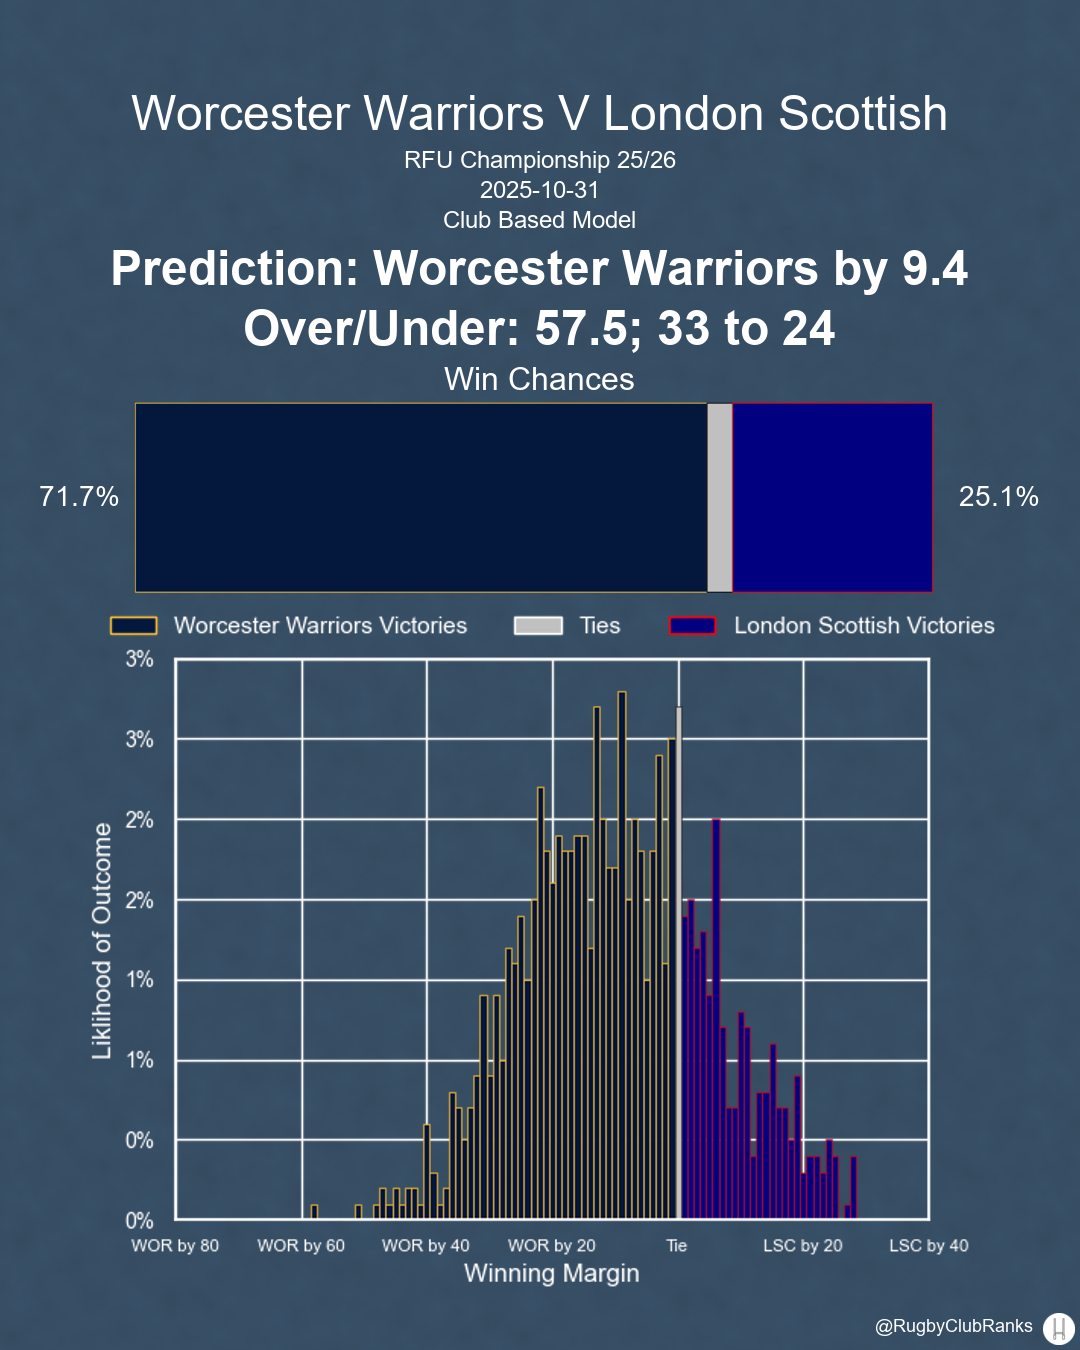 Worcester Warriors V London Scottish
RFU Championship 25/26
2025-10-31
Club Based Model
Prediction: Worcester Warriors by 9.4
Over/Under: 57.5; 33 to 24
Win Chances
71.7%
25.1%
Worcester Warriors Victories
Ties
London Scottish Victories
3%
3%
2%
2%
1%
1%
0%
0%
Liklihood of Outcome
WOR by 80
WOR by 60
WOR by 40
WOR by 20
Tie
LSC by 20
LSC by 40
Winning Margin
@RugbyClubRanks